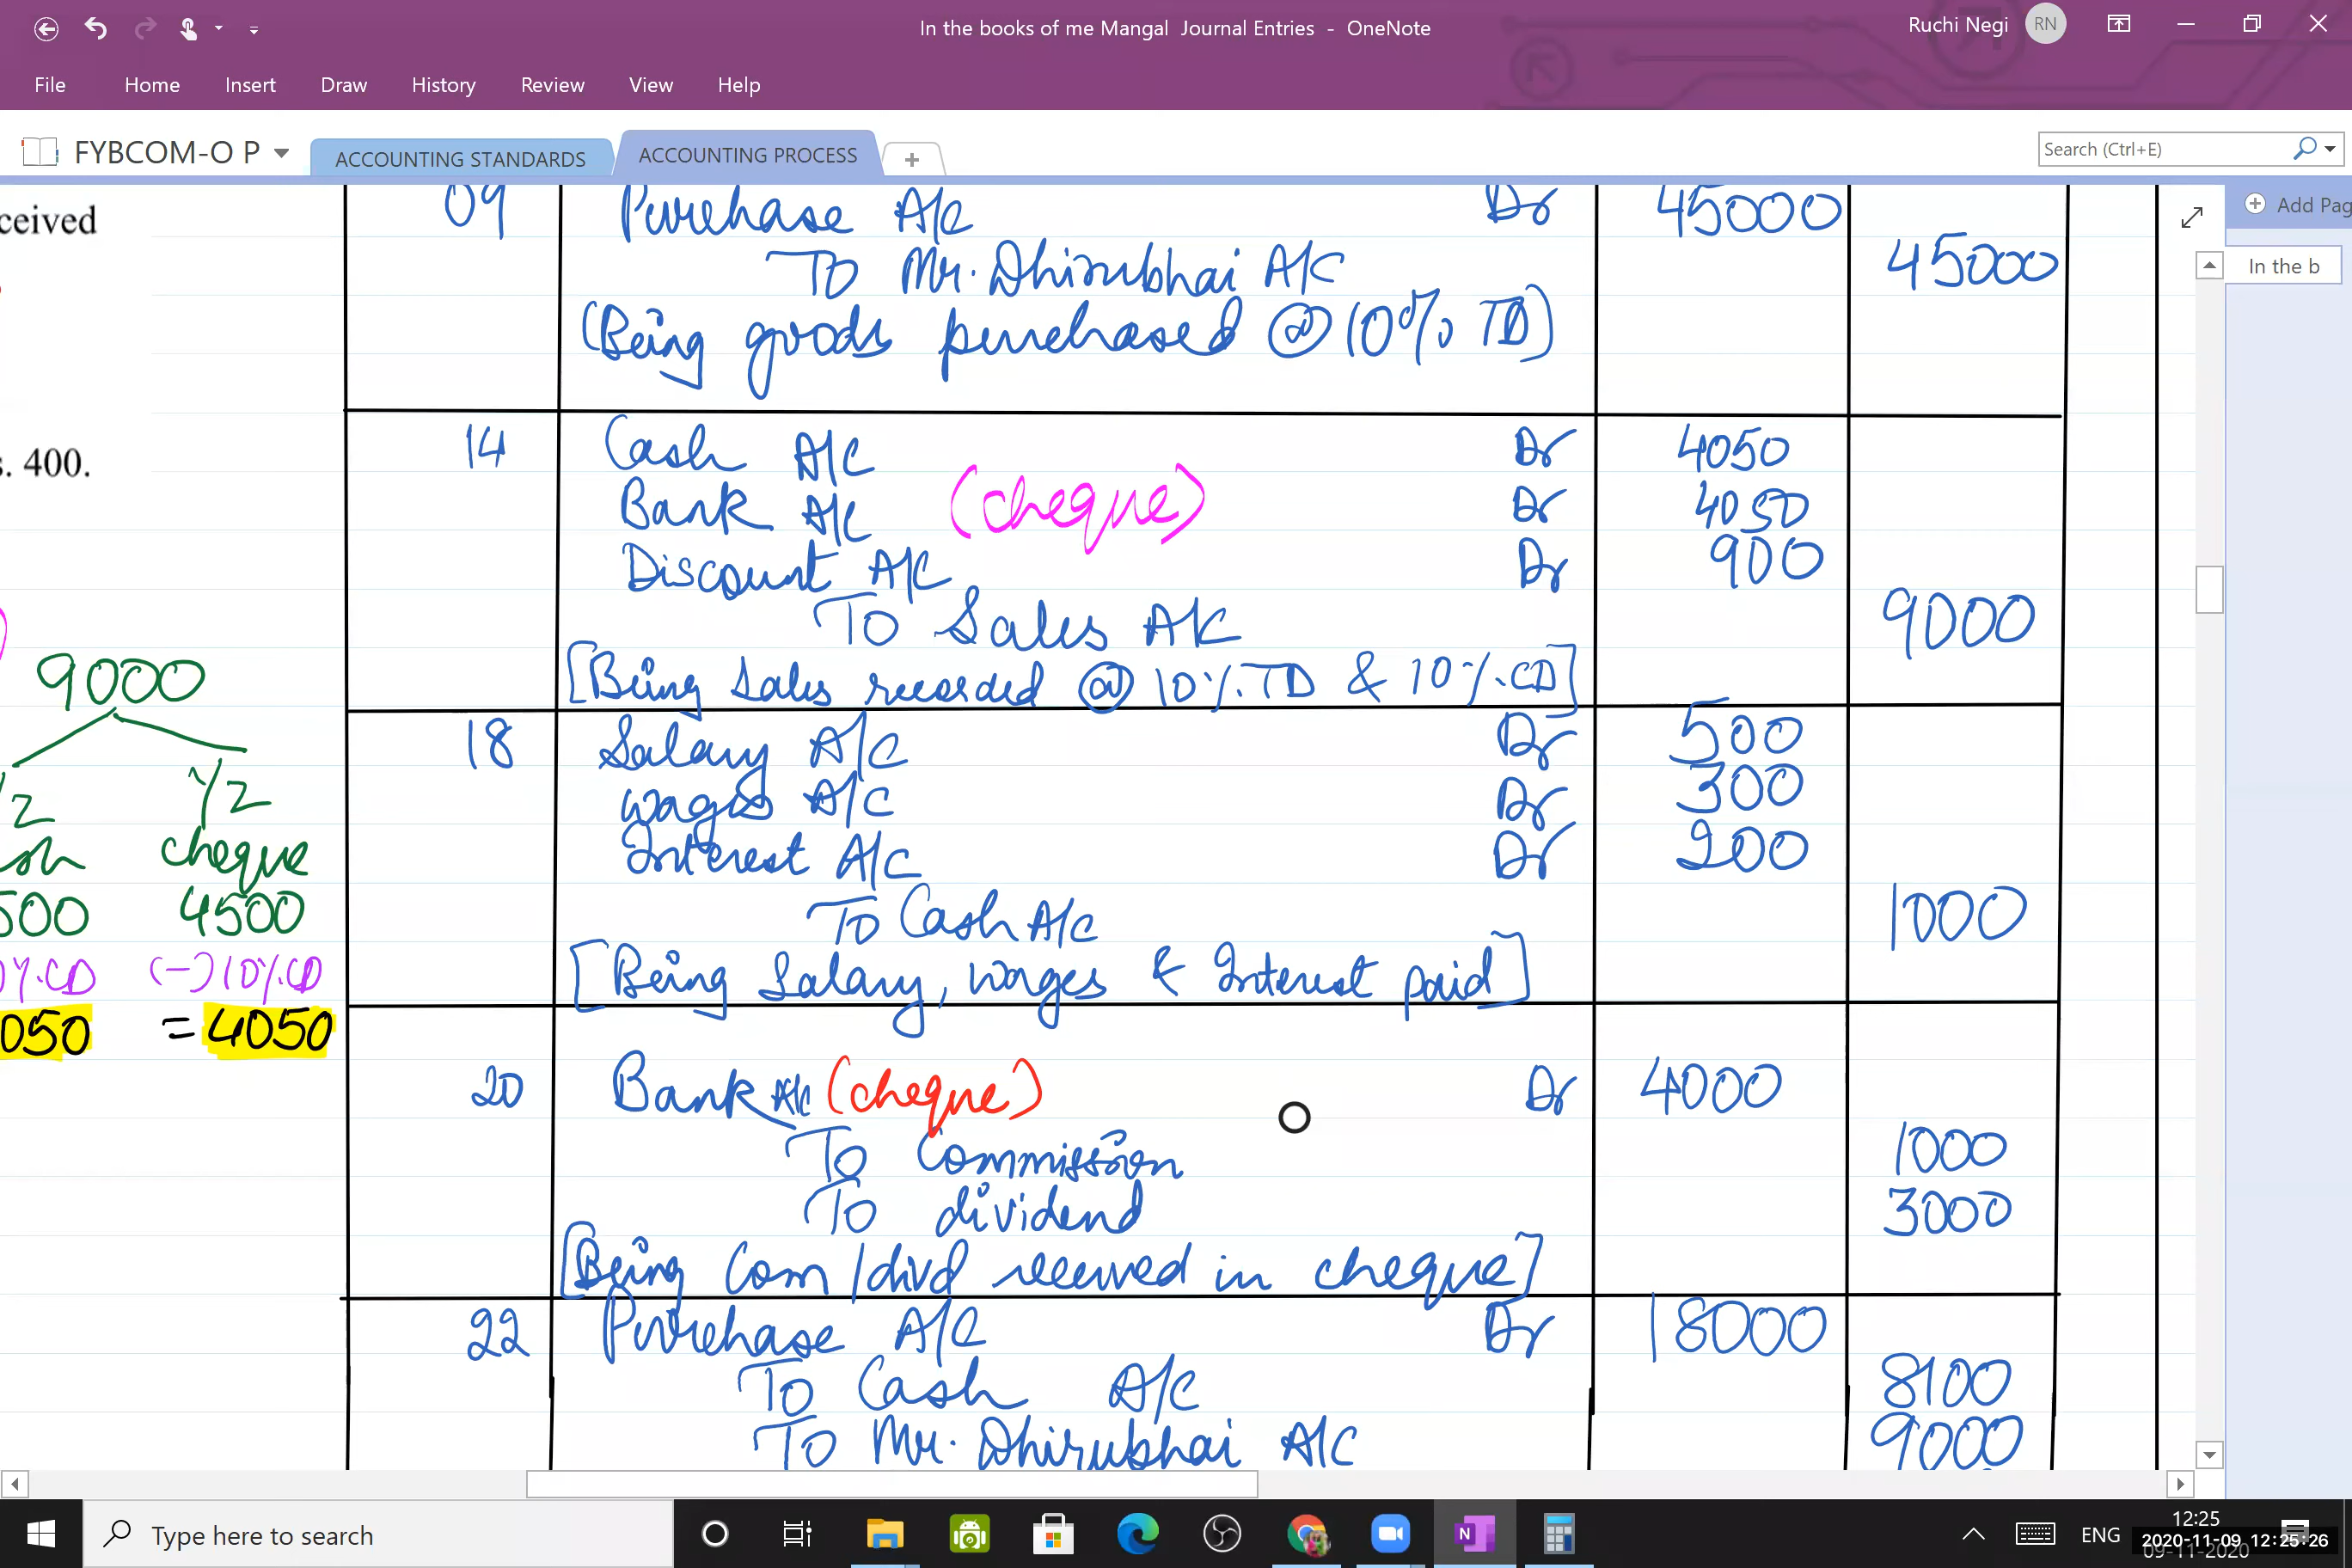 In the books of me Mangal Journal Entries - OneNote
Ruchi Negi RN
File Home Insert Draw History Review View Help
FYBCOM-O P ACCOUNTING STANDARDS ACCOUNTING PROCESS +
Search (Ctrl+E)
Add Pag
In the b
ceived
s. 400.
9000
1/2
cheque
500 4500
%.CD (-) 10%.CD
050 = 4050
09 Purchase A/c Dr 45000
To Mr. Dhirubhai A/c 45000
(Being goods purchased @ 10% TD)
14 Cash A/c Dr 4050
Bank A/c (cheque) Dr 4050
Discount A/c Dr 900
To Sales A/c 9000
[Being Sales recorded @ 10%.TD & 10%.CD]
18 Salary A/c Dr 500
wages A/c Dr 300
Interest A/c Dr 200
To Cash A/c 1000
[Being Salary, wages & Interest paid]
20 Bank A/c (cheque) Dr 4000
To Commission 1000
To dividend 3000
[Being Com/divd received in cheque]
22 Purchase A/c Dr 18000
To Cash A/c 8100
To Mr. Dhirubhai A/c 9000
Type here to search
ENG
12:25
09-11-2020
2020-11-09 12:25:26